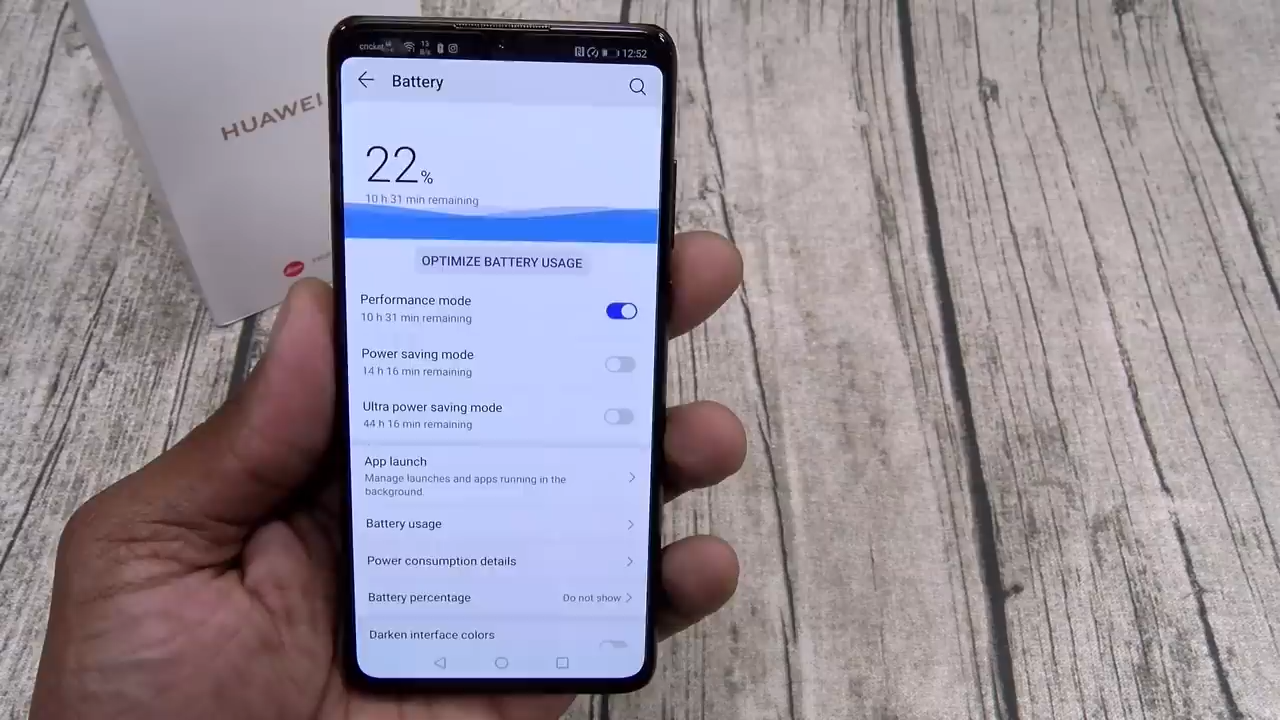 HUAWEI
cricket
12:52
Battery
22%
10 h 31 min remaining
OPTIMIZE BATTERY USAGE
Performance mode
10 h 31 min remaining
Power saving mode
14 h 16 min remaining
Ultra power saving mode
44 h 16 min remaining
App launch
Manage launches and apps running in the
background.
Battery usage
Power consumption details
Battery percentage
Do not show
Darken interface colors